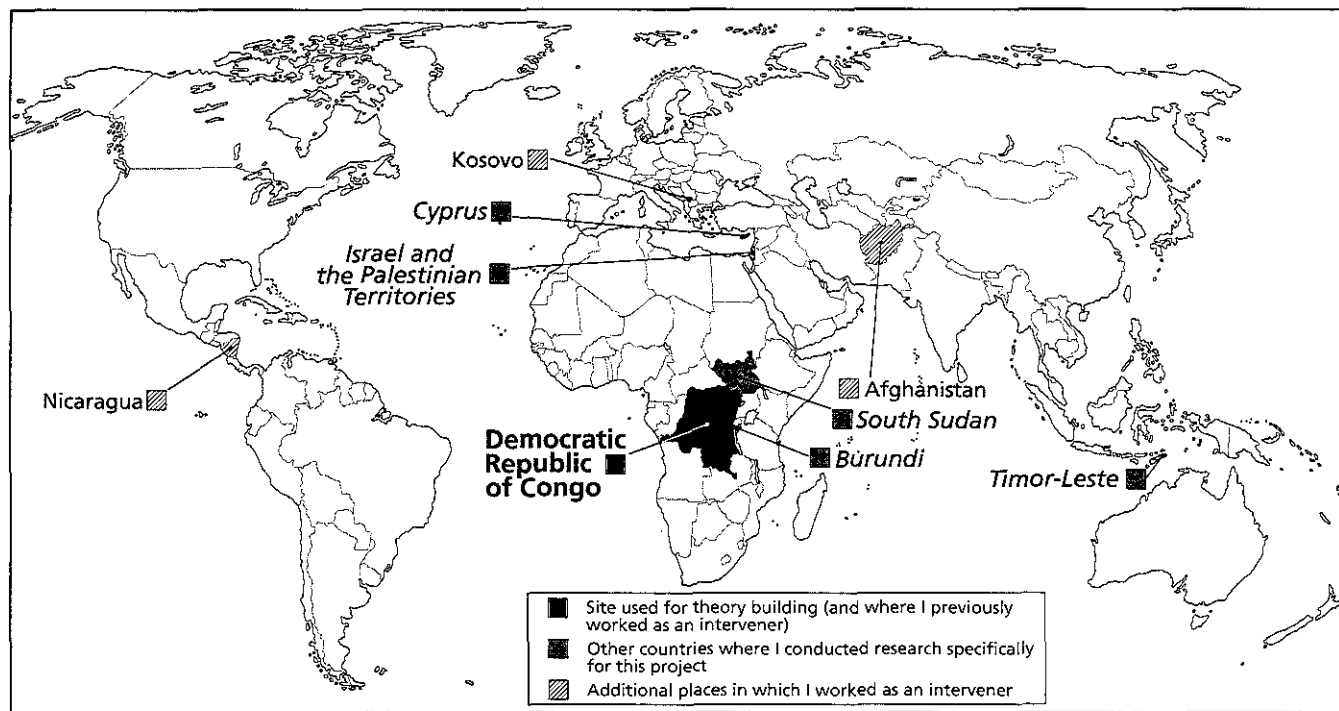 Kosovo
Cyprus
Israel and
the Palestinian
Territories
Nicaragua
Afghanistan
South Sudan
Democratic
Republic
of Congo
Burundi
Timor-Leste
Site used for theory building (and where I previously
worked as an intervener)
Other countries where I conducted research specifically
for this project
Additional places in which I worked as an intervener